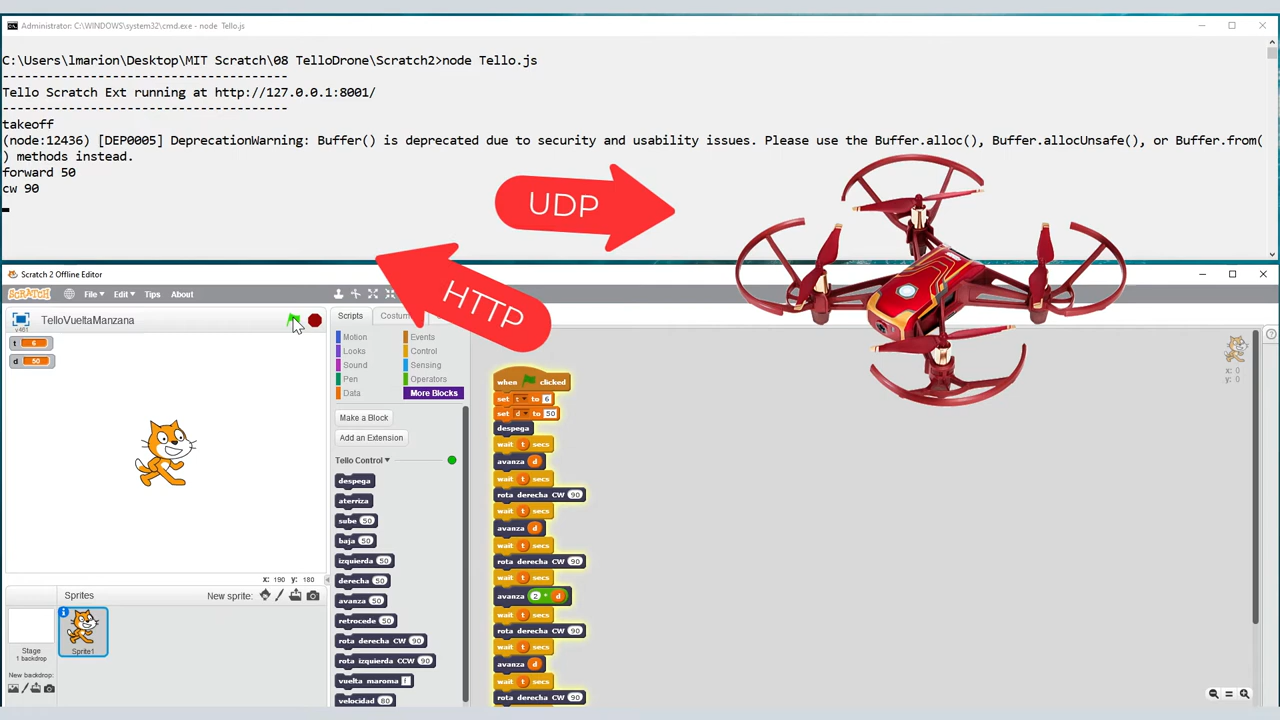 Administrator: C:\WINDOWS\system32\cmd.exe - node Tello.js
C:\Users\lmarion\Desktop\MIT Scratch\08 TelloDrone\Scratch2>node Tello.js
----------------------------------------
Tello Scratch Ext running at http://127.0.0.1:8001/
----------------------------------------
takeoff
(node:12436) [DEP0005] DeprecationWarning: Buffer() is deprecated due to security and usability issues. Please use the Buffer.alloc(), Buffer.allocUnsafe(), or Buffer.from(
) methods instead.
forward 50
cw 90
UDP
HTTP
Scratch 2 Offline Editor
SCRATCH File Edit Tips About
TelloVueltaManzana
v461
t 6
d 50
x: 190 y: 180
Sprites New sprite:
Stage
1 backdrop
New backdrop:
Sprite1
Scripts
Motion Events
Looks Control
Sound Sensing
Pen Operators
Data More Blocks
Make a Block
Add an Extension
Tello Control
despega
aterriza
sube 50
baja 50
izquierda 50
derecha 50
avanza 50
retrocede 50
rota derecha CW 90
rota izquierda CCW 90
vuelta maroma
velocidad 80
when clicked
set t to 6
set d to 50
despega
wait t secs
avanza d
wait t secs
rota derecha CW 90
wait t secs
avanza d
wait t secs
rota derecha CW 90
wait t secs
avanza 2 * d
wait t secs
rota derecha CW 90
wait t secs
avanza d
wait t secs
rota derecha CW 90
x: 0
y: 0